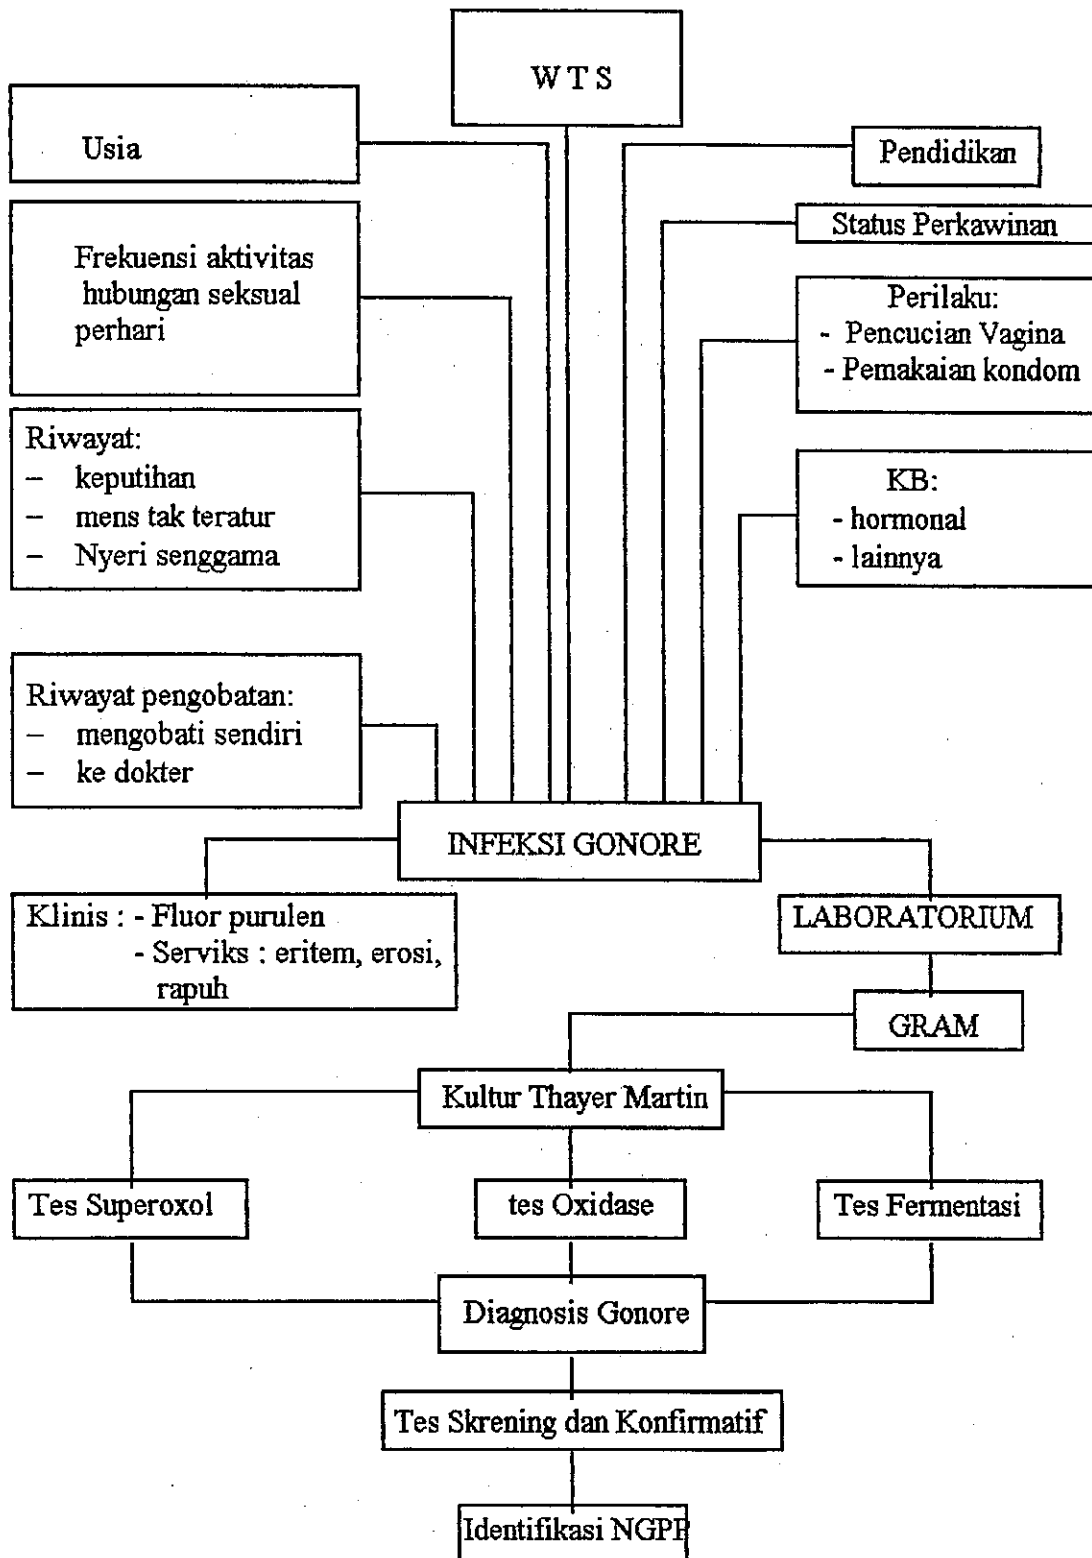 W T S
Usia
Frekuensi aktivitas
hubungan seksual
perhari
Riwayat:
– keputihan
– mens tak teratur
– Nyeri senggama
Riwayat pengobatan:
– mengobati sendiri
– ke dokter
Pendidikan
Status Perkawinan
Perilaku:
- Pencucian Vagina
- Pemakaian kondom
KB:
- hormonal
- lainnya
INFEKSI GONORE
Klinis : - Fluor purulen
- Serviks : eritem, erosi,
rapuh
LABORATORIUM
GRAM
Kultur Thayer Martin
Tes Superoxol
tes Oxidase
Tes Fermentasi
Diagnosis Gonore
Tes Skrening dan Konfirmatif
Identifikasi NGPP